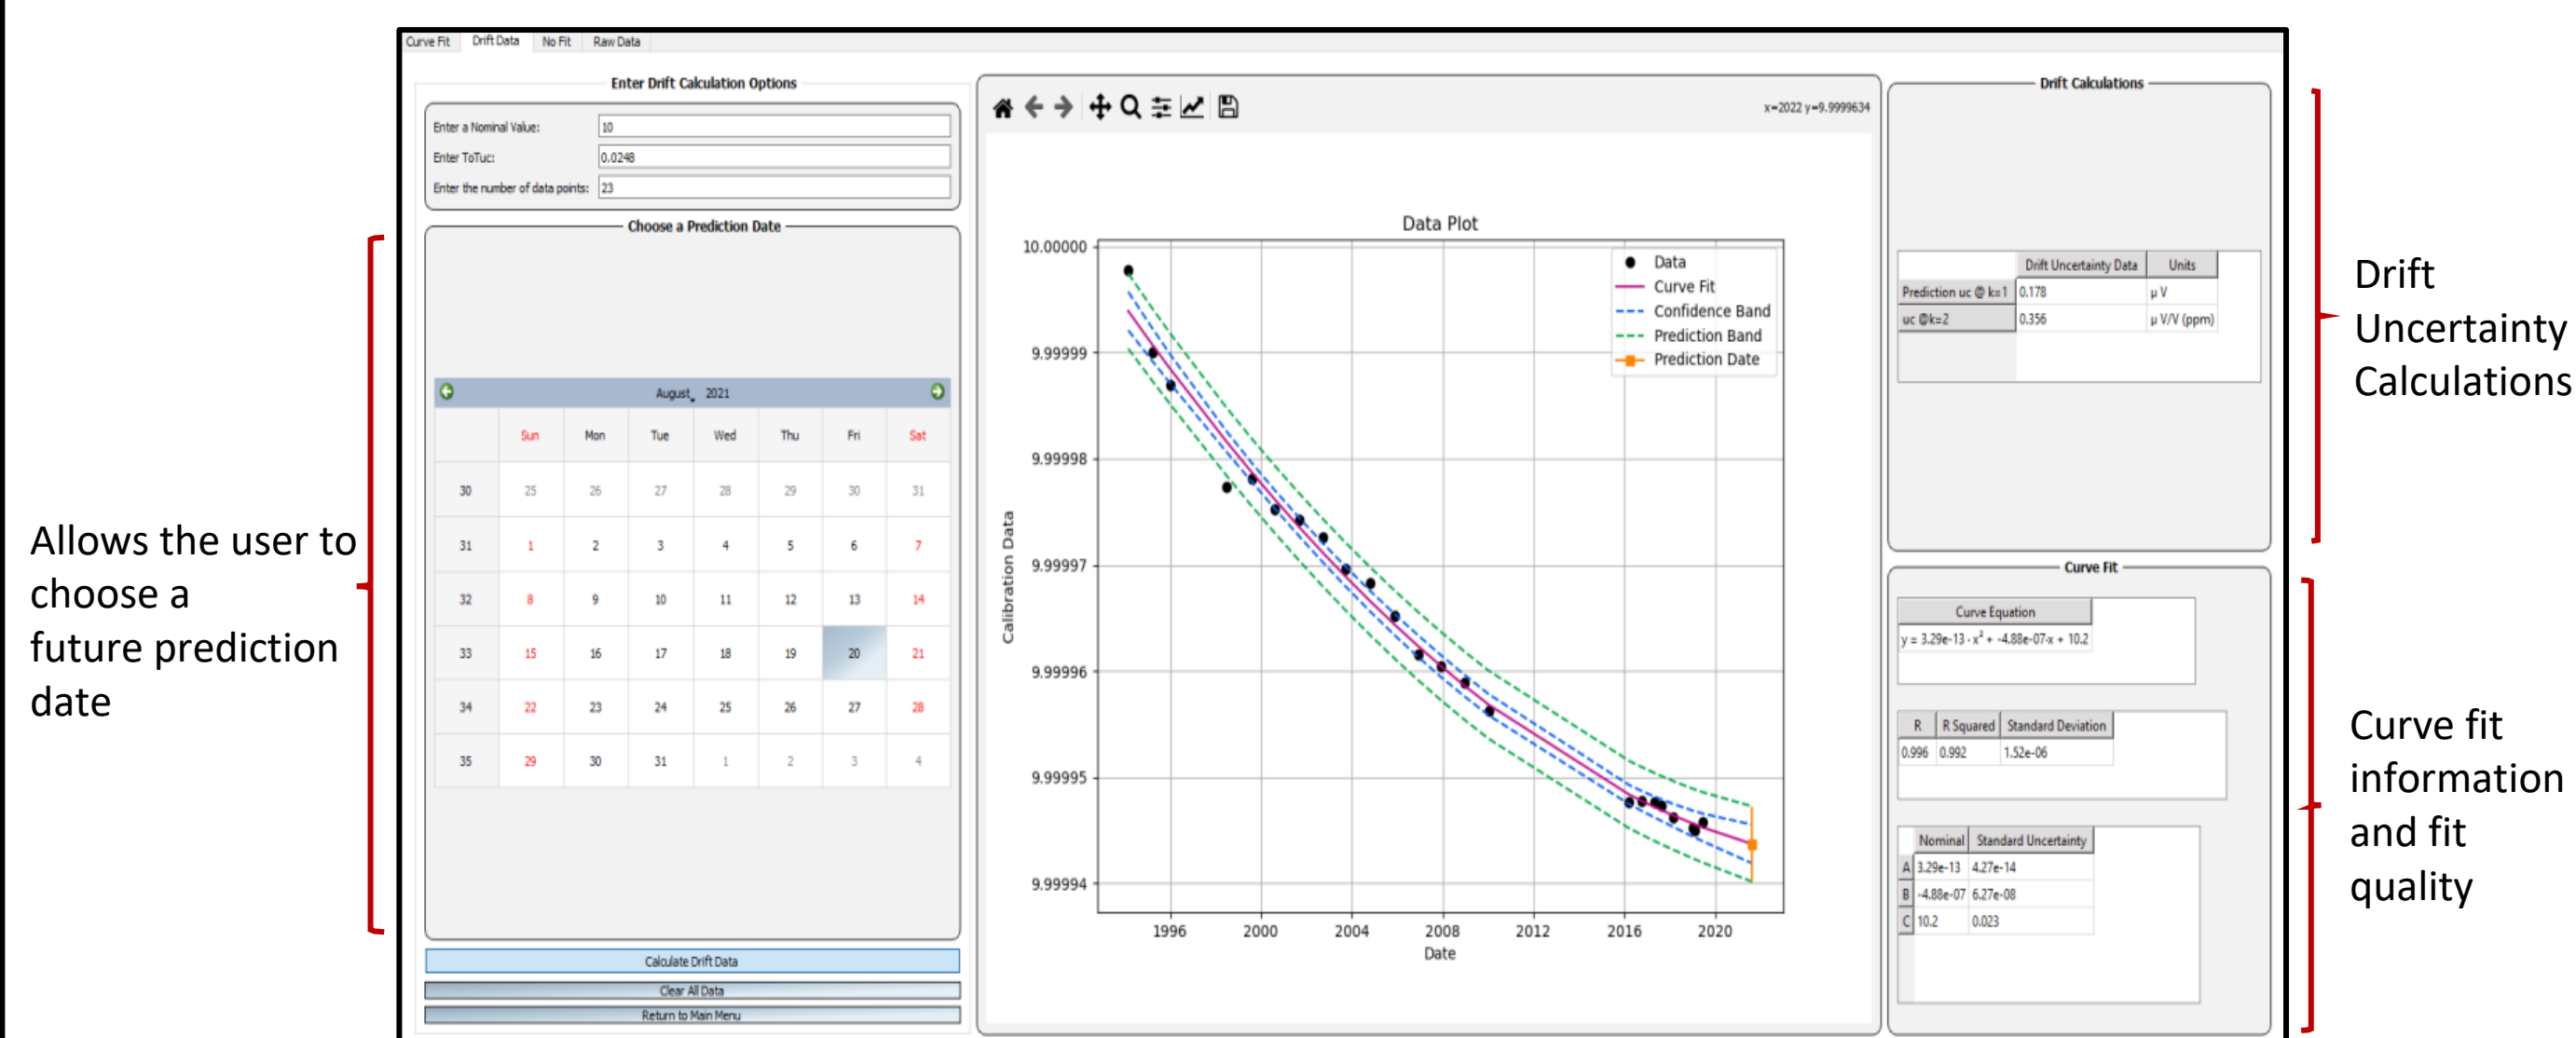 Curve Fit Drift Data No Fit Raw Data
Enter Drift Calculation Options
Enter a Nominal Value: 10
Enter ToTuc: 0.0248
Enter the number of data points: 23
Choose a Prediction Date
August 2021
Sun Mon Tue Wed Thu Fri Sat
30 25 26 27 28 29 30 31
31 1 2 3 4 5 6 7
32 8 9 10 11 12 13 14
33 15 16 17 18 19 20 21
34 22 23 24 25 26 27 28
35 29 30 31 1 2 3 4
Calculate Drift Data
Clear All Data
Return to Main Menu
Allows the user to
choose a
future prediction
date
x=2022 y=9.9999634
Data Plot
Data
Curve Fit
Confidence Band
Prediction Band
Prediction Date
Calibration Data
10.00000
9.99999
9.99998
9.99997
9.99996
9.99995
9.99994
1996 2000 2004 2008 2012 2016 2020
Date
Drift Calculations
Drift Uncertainty Data Units
Prediction uc @ k=1 0.178 μ V
uc @k=2 0.356 μ V/V (ppm)
Curve Fit
Curve Equation
y = 3.29e-13 · x² + -4.88e-07·x + 10.2
R R Squared Standard Deviation
0.996 0.992 1.52e-06
Nominal Standard Uncertainty
A 3.29e-13 4.27e-14
B -4.88e-07 6.27e-08
C 10.2 0.023
Drift
Uncertainty
Calculations
Curve fit
information
and fit
quality